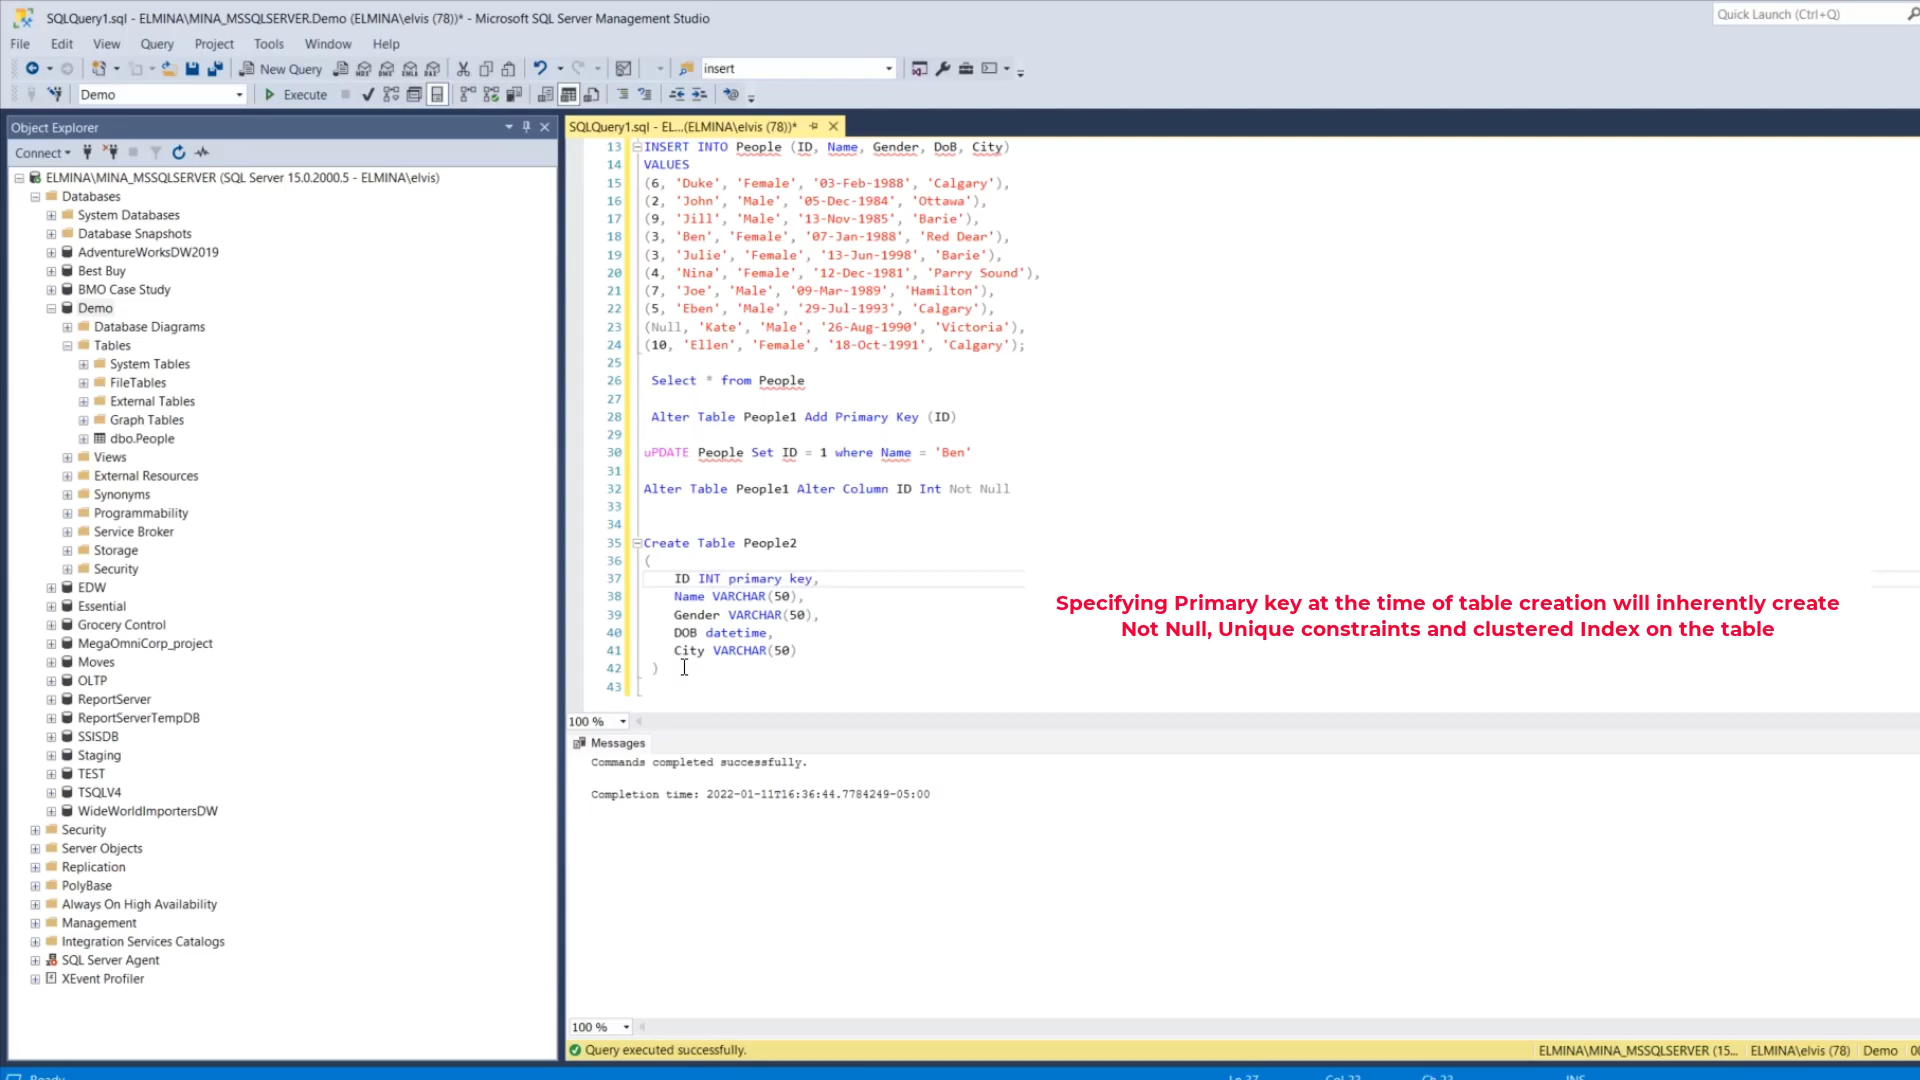 SQLQuery1.sql - ELMINA\MINA_MSSQLSERVER.Demo (ELMINA\elvis (78))* - Microsoft SQL Server Management Studio
Quick Launch (Ctrl+Q)
File Edit View Query Project Tools Window Help
New Query
insert
Demo
Execute
Object Explorer
Connect
ELMINA\MINA_MSSQLSERVER (SQL Server 15.0.2000.5 - ELMINA\elvis)
Databases
System Databases
Database Snapshots
AdventureWorksDW2019
Best Buy
BMO Case Study
Demo
Database Diagrams
Tables
System Tables
FileTables
External Tables
Graph Tables
dbo.People
Views
External Resources
Synonyms
Programmability
Service Broker
Storage
Security
EDW
Essential
Grocery Control
MegaOmniCorp_project
Moves
OLTP
ReportServer
ReportServerTempDB
SSISDB
Staging
TEST
TSQLV4
WideWorldImportersDW
Security
Server Objects
Replication
PolyBase
Always On High Availability
Management
Integration Services Catalogs
SQL Server Agent
XEvent Profiler
SQLQuery1.sql - EL...(ELMINA\elvis (78))*
13 INSERT INTO People (ID, Name, Gender, DoB, City)
14 VALUES
15 (6, 'Duke', 'Female', '03-Feb-1988', 'Calgary'),
16 (2, 'John', 'Male', '05-Dec-1984', 'Ottawa'),
17 (9, 'Jill', 'Male', '13-Nov-1985', 'Barie'),
18 (3, 'Ben', 'Female', '07-Jan-1988', 'Red Dear'),
19 (3, 'Julie', 'Female', '13-Jun-1998', 'Barie'),
20 (4, 'Nina', 'Female', '12-Dec-1981', 'Parry Sound'),
21 (7, 'Joe', 'Male', '09-Mar-1989', 'Hamilton'),
22 (5, 'Eben', 'Male', '29-Jul-1993', 'Calgary'),
23 (Null, 'Kate', 'Male', '26-Aug-1990', 'Victoria'),
24 (10, 'Ellen', 'Female', '18-Oct-1991', 'Calgary');
25
26 Select * from People
27
28 Alter Table People1 Add Primary Key (ID)
29
30 uPDATE People Set ID = 1 where Name = 'Ben'
31
32 Alter Table People1 Alter Column ID Int Not Null
33
34
35 Create Table People2
36 (
37 ID INT primary key,
38 Name VARCHAR(50),
39 Gender VARCHAR(50),
40 DOB datetime,
41 City VARCHAR(50)
42 )
43
Specifying Primary key at the time of table creation will inherently create
Not Null, Unique constraints and clustered Index on the table
100 %
Messages
Commands completed successfully.
Completion time: 2022-01-11T16:36:44.7784249-05:00
100 %
Query executed successfully.
ELMINA\MINA_MSSQLSERVER (15... ELMINA\elvis (78) Demo